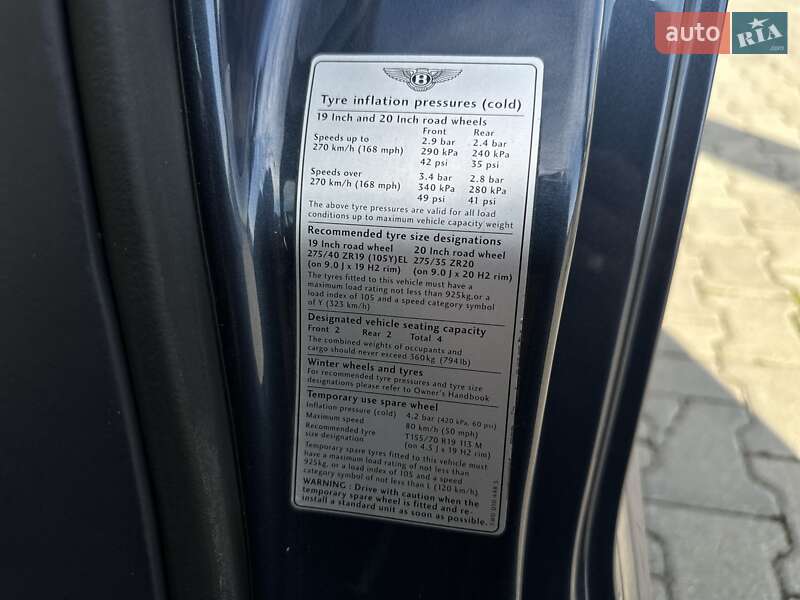 auto RIA.com
B
Tyre inflation pressures (cold)
19 Inch and 20 Inch road wheels
Front Rear
Speeds up to 2.9 bar 2.4 bar
270 km/h (168 mph) 290 kPa 240 kPa
42 psi 35 psi
Speeds over 3.4 bar 2.8 bar
270 km/h (168 mph) 340 kPa 280 kPa
49 psi 41 psi
The above tyre pressures are valid for all load
conditions up to maximum vehicle capacity weight
Recommended tyre size designations
19 Inch road wheel 20 Inch road wheel
275/40 ZR19 (105Y)EL 275/35 ZR20
(on 9.0 J x 19 H2 rim) (on 9.0 J x 20 H2 rim)
The tyres fitted to this vehicle must have a
maximum load rating not less than 925kg,or a
load index of 105 and a speed category symbol
of Y (323 km/h)
Designated vehicle seating capacity
Front 2 Rear 2 Total 4
The combined weights of occupants and
cargo should never exceed 360kg (794lb)
Winter wheels and tyres
For recommended tyre pressures and tyre size
designations please refer to Owner's Handbook
Temporary use spare wheel
Inflation pressure (cold) 4.2 bar (420 kPa, 60 psi)
Maximum speed 80 km/h (50 mph)
Recommended tyre T155/70 R19 113 M
size designation (on 4.5 J x 19 H2 rim)
Temporary spare tyres fitted to this vehicle must
have a maximum load rating of not less than
925kg, or a load index of 105 and a speed
category symbol of not less than L (120 km/h)
WARNING : Drive with caution when the
temporary spare wheel is fitted and re-
install a standard unit as soon as possible.